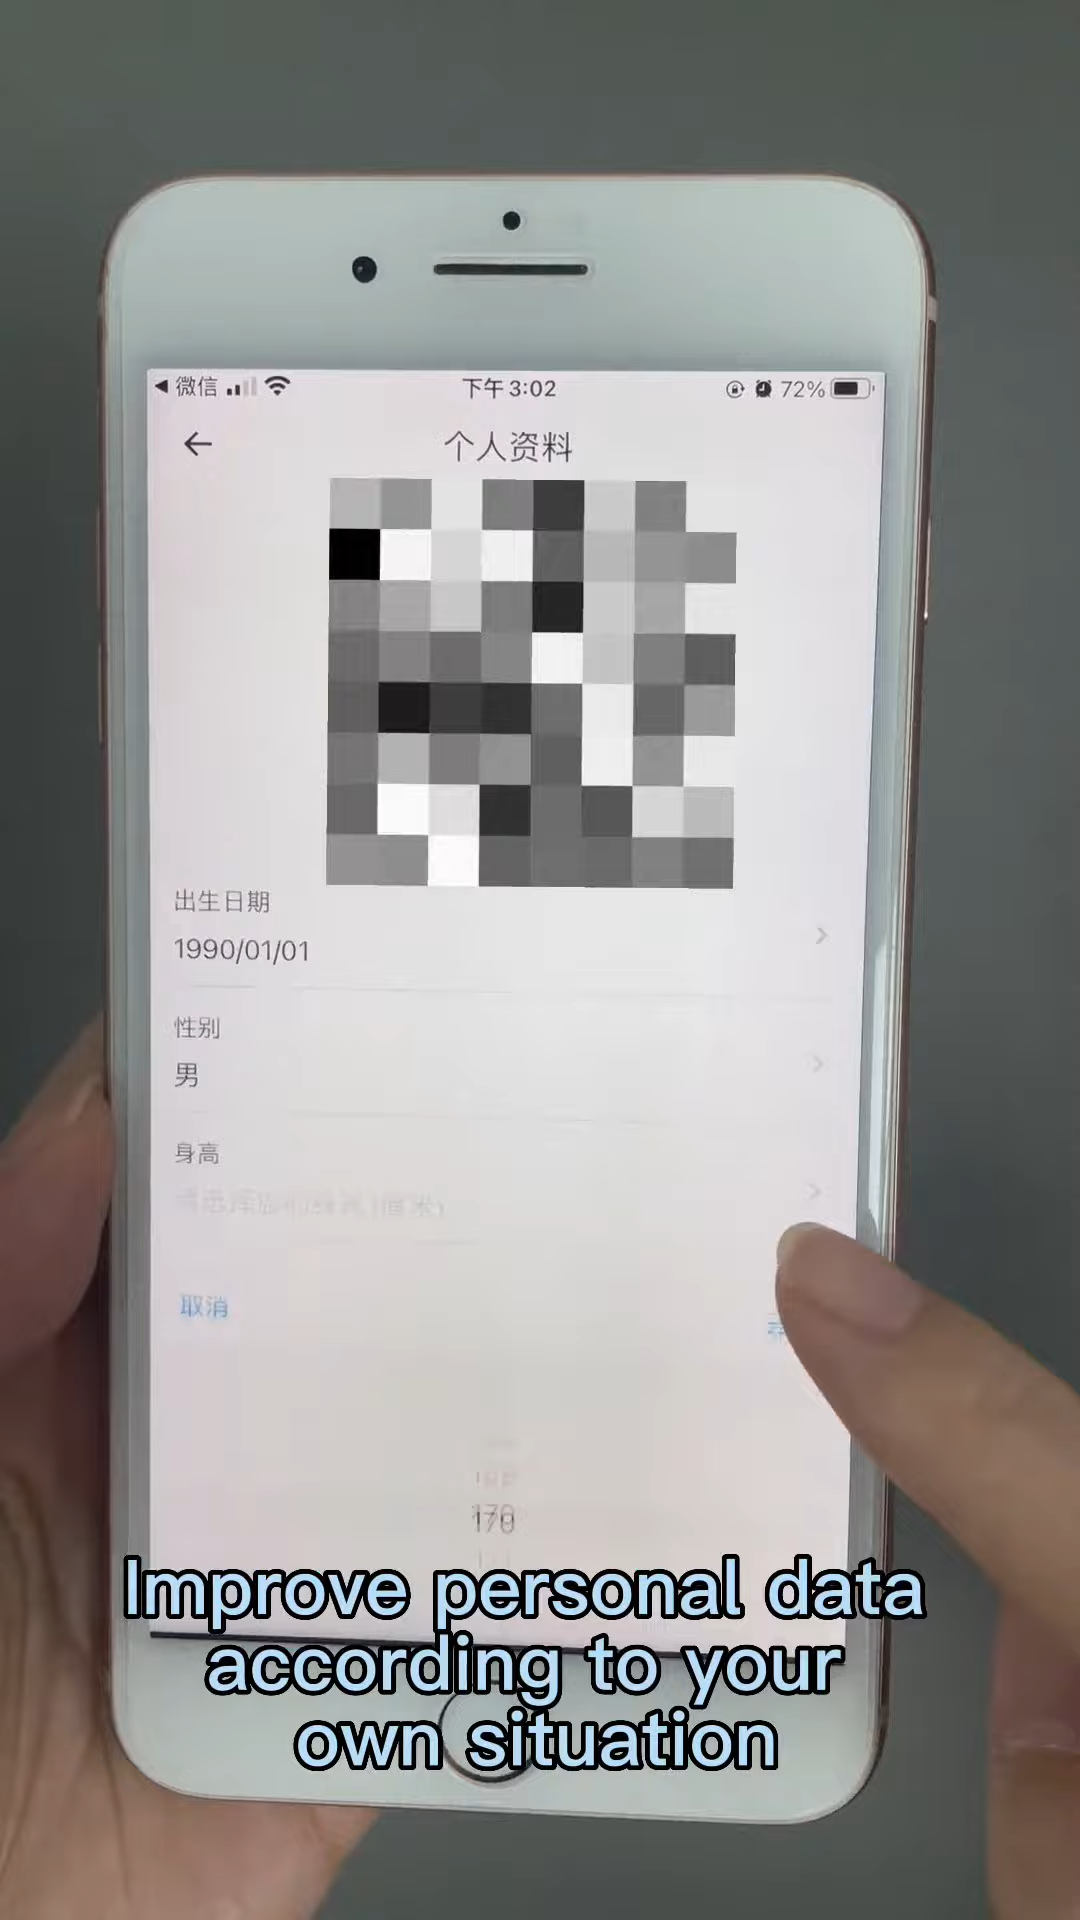 微信
下午3:02
72%
个人资料
出生日期
1990/01/01
性别
男
身高
取消
170
Improve personal data
according to your
own situation